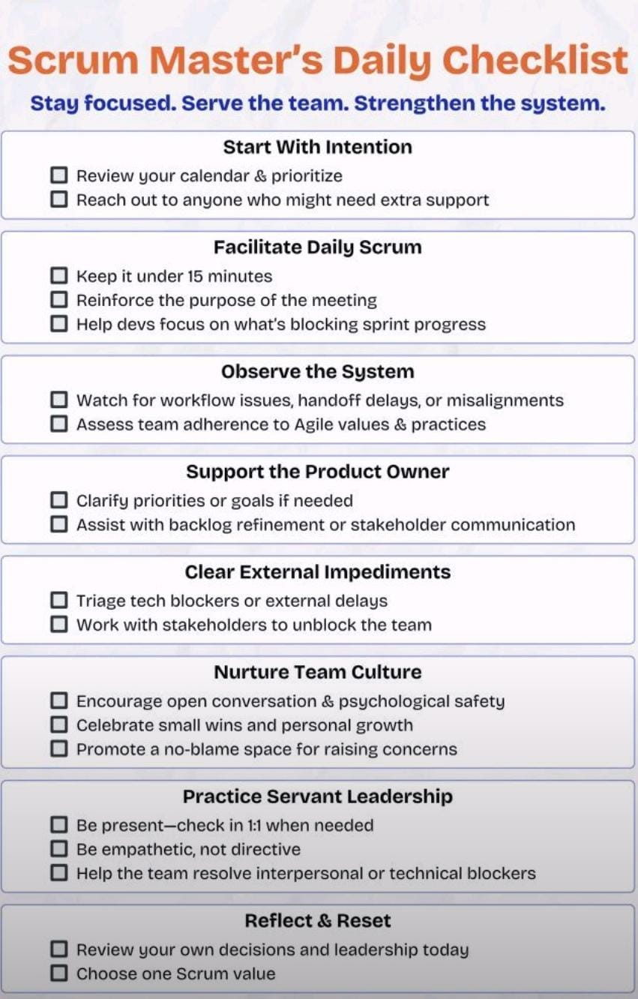 Scrum Master's Daily Checklist
Stay focused. Serve the team. Strengthen the system.
Start With Intention
Review your calendar & prioritize
Reach out to anyone who might need extra support
Facilitate Daily Scrum
Keep it under 15 minutes
Reinforce the purpose of the meeting
Help devs focus on what's blocking sprint progress
Observe the System
Watch for workflow issues, handoff delays, or misalignments
Assess team adherence to Agile values & practices
Support the Product Owner
Clarify priorities or goals if needed
Assist with backlog refinement or stakeholder communication
Clear External Impediments
Triage tech blockers or external delays
Work with stakeholders to unblock the team
Nurture Team Culture
Encourage open conversation & psychological safety
Celebrate small wins and personal growth
Promote a no-blame space for raising concerns
Practice Servant Leadership
Be present—check in 1:1 when needed
Be empathetic, not directive
Help the team resolve interpersonal or technical blockers
Reflect & Reset
Review your own decisions and leadership today
Choose one Scrum value